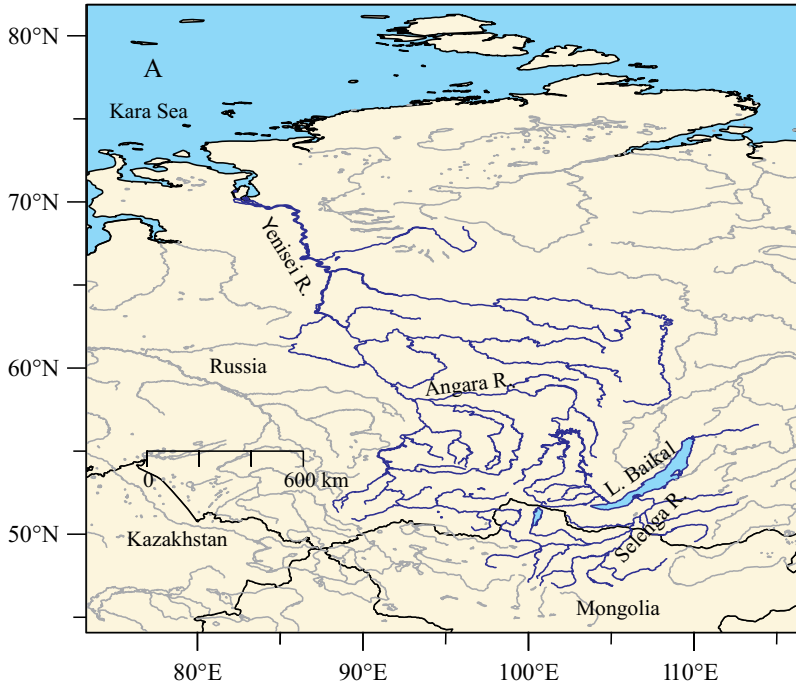 80°N
A
Kara Sea
70°N
Yenisei R.
60°N
Russia
Angara R.
0
600 km
L. Baikal
50°N
Kazakhstan
Selenga R
Mongolia
80°E
90°E
100°E
110°E